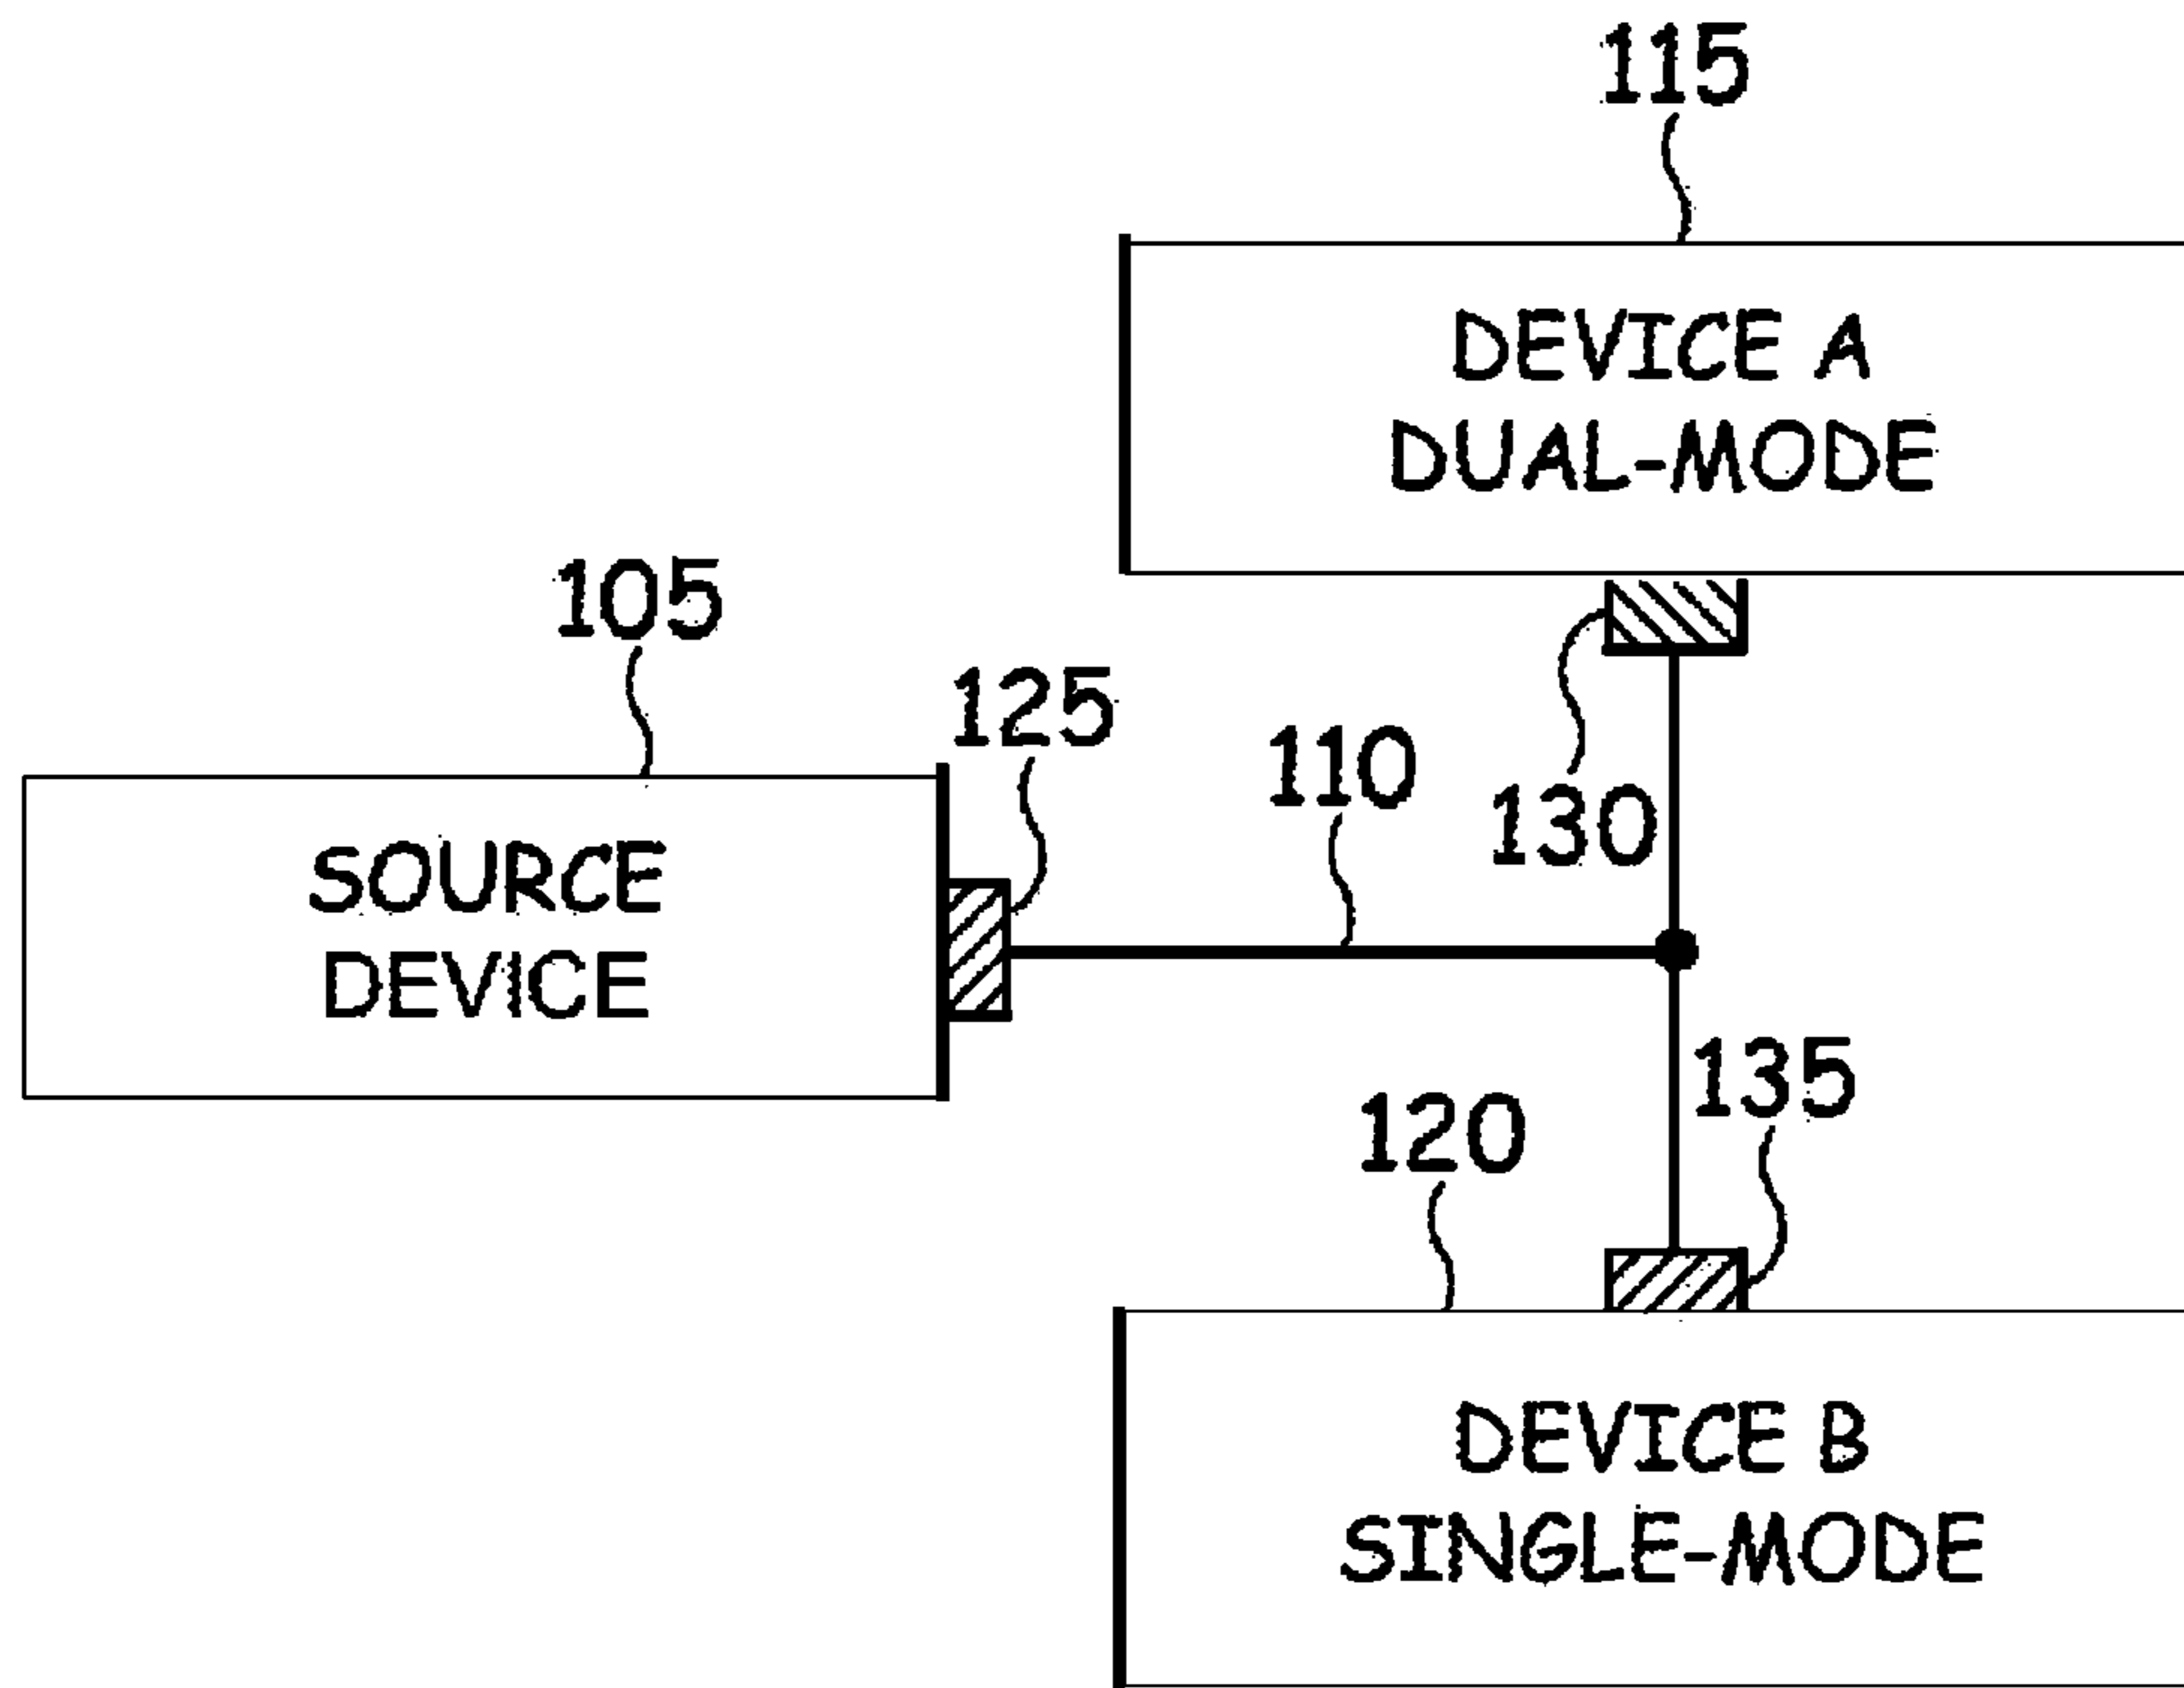 115
DEVICE A
DUAL-MODE
105
125
110
130
SOURCE
DEVICE
135
120
DEVICE B
SINGLE-MODE